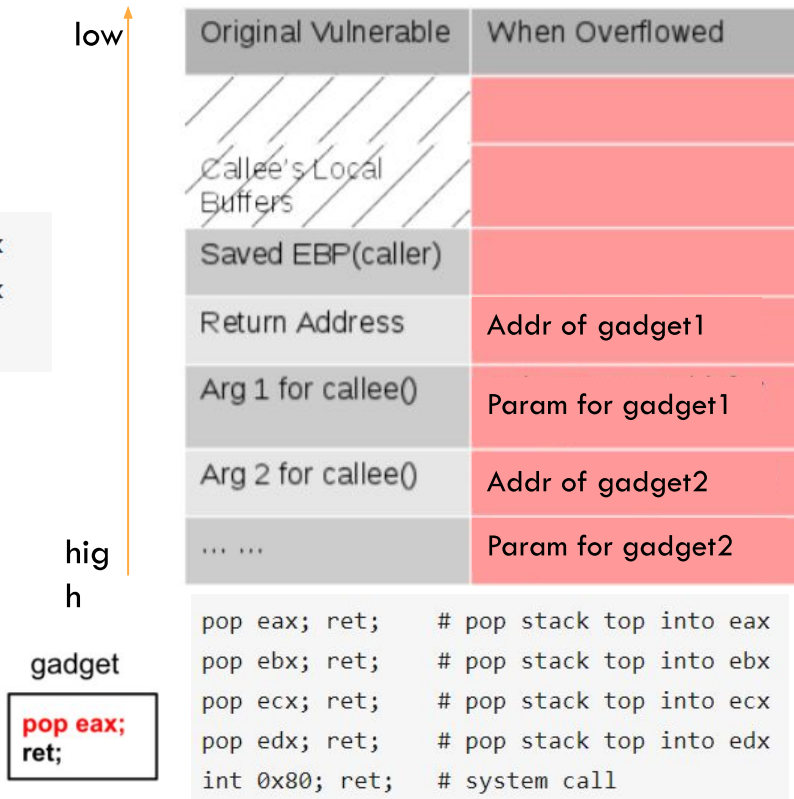 low
Original Vulnerable When Overflowed
Callee's Local
Buffers
Saved EBP(caller)
Return Address Addr of gadget1
Arg 1 for callee() Param for gadget1
Arg 2 for callee() Addr of gadget2
... ... Param for gadget2
hig
h
x
x
pop eax; ret; # pop stack top into eax
pop ebx; ret; # pop stack top into ebx
pop ecx; ret; # pop stack top into ecx
pop edx; ret; # pop stack top into edx
int 0x80; ret; # system call
gadget
pop eax;
ret;